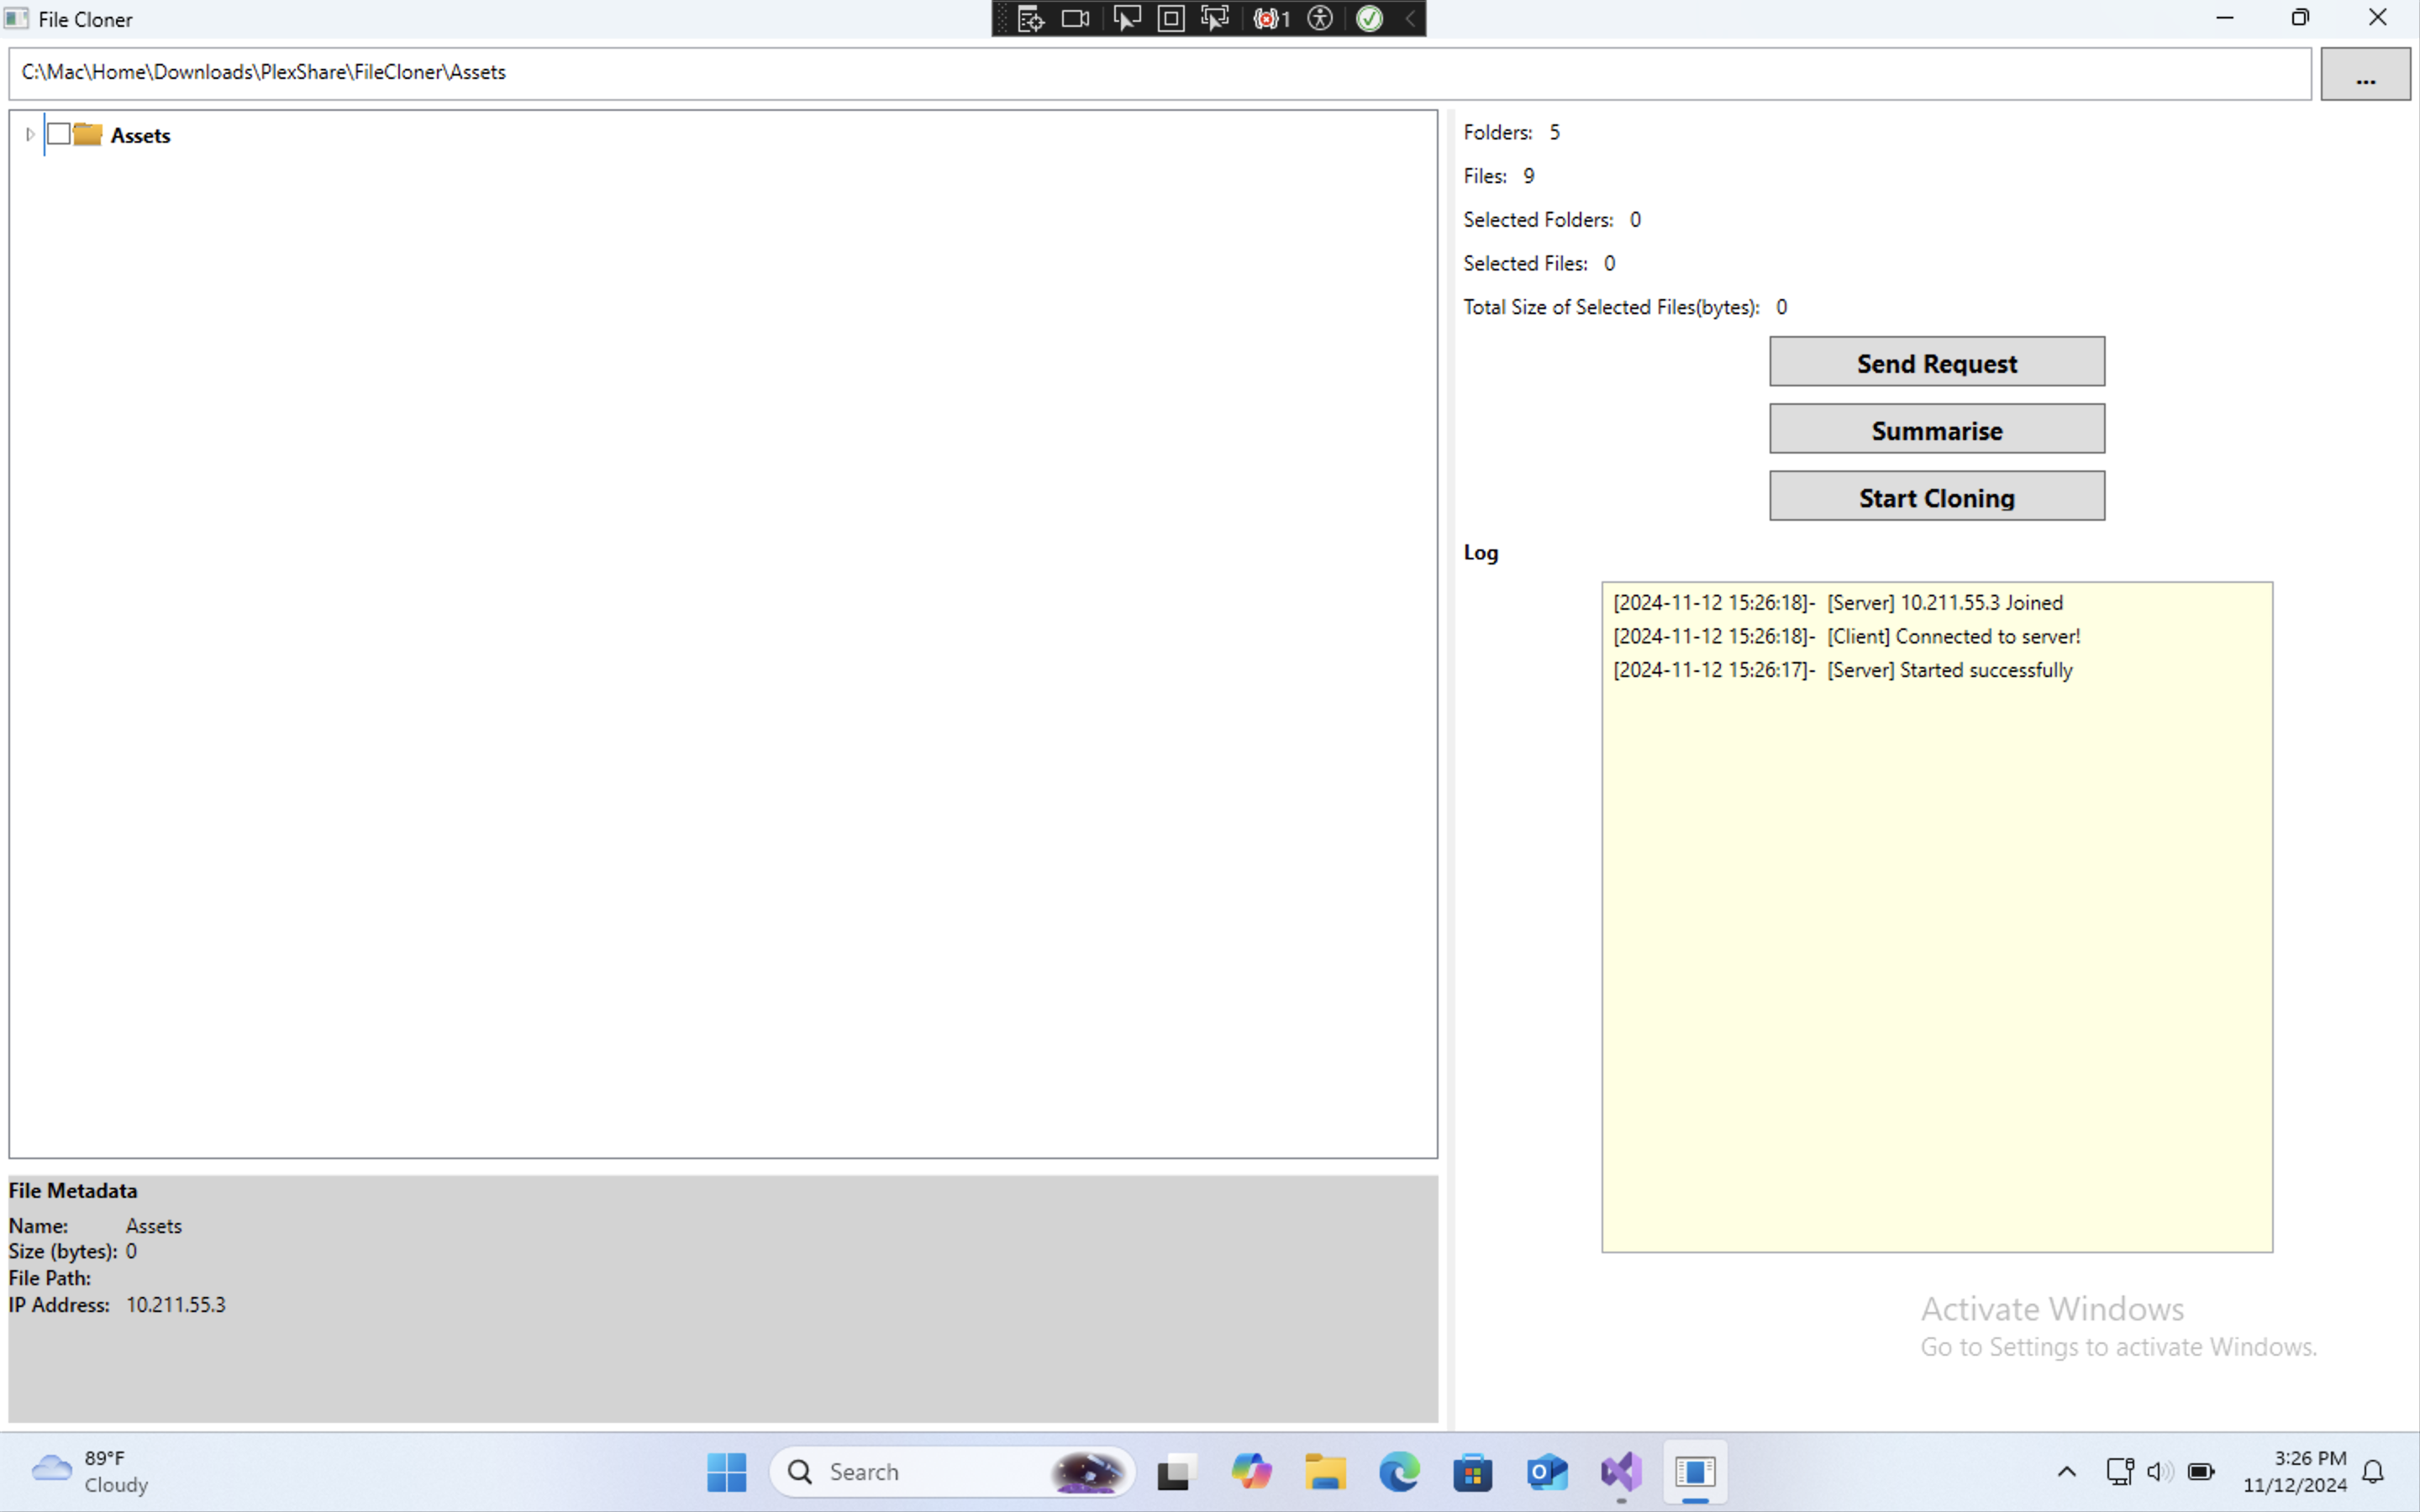 File Cloner
1
C:\Mac\Home\Downloads\PlexShare\FileCloner\Assets
...
Assets
Folders: 5
Files: 9
Selected Folders: 0
Selected Files: 0
Total Size of Selected Files(bytes): 0
Send Request
Summarise
Start Cloning
Log
[2024-11-12 15:26:18]- [Server] 10.211.55.3 Joined
[2024-11-12 15:26:18]- [Client] Connected to server!
[2024-11-12 15:26:17]- [Server] Started successfully
File Metadata
Name: Assets
Size (bytes): 0
File Path:
IP Address: 10.211.55.3
Activate Windows
Go to Settings to activate Windows.
89°F
Cloudy
Search
3:26 PM
11/12/2024